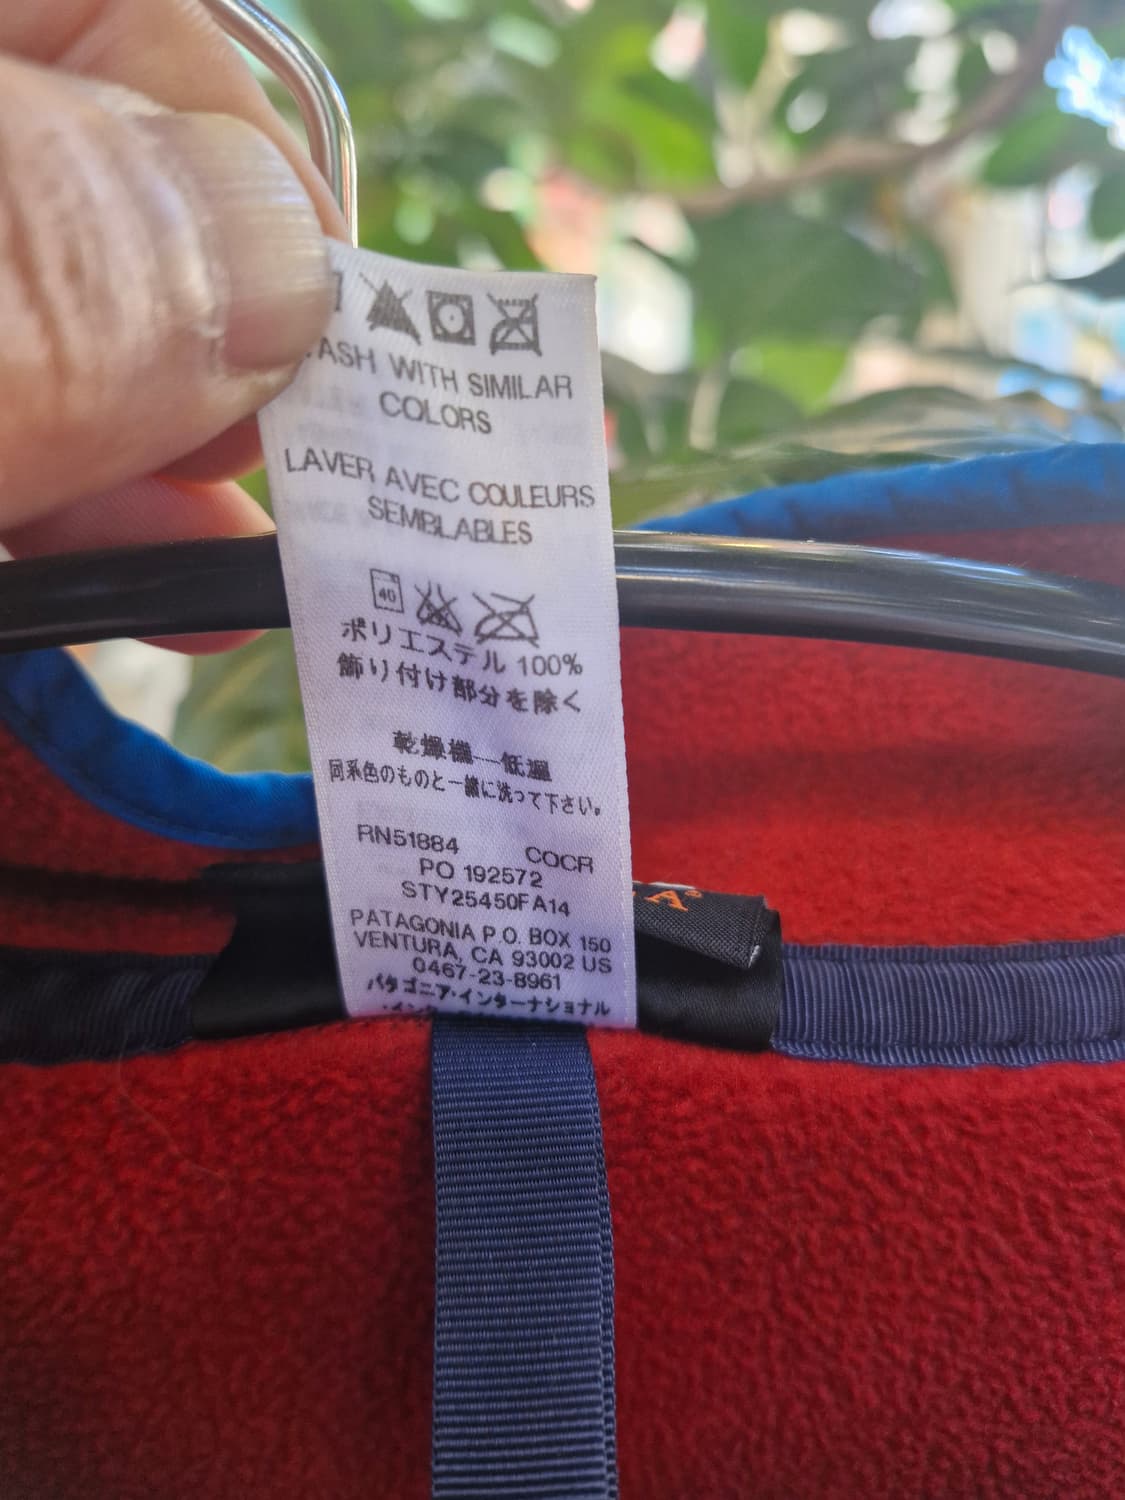 WITH SIMILAR
COLORS
LAVER AVEC COULEURS
SEMBLABLES
40
ポリエステル 100%
飾り付け部分を除く
乾燥機—低温
同系色のものと一緒に洗って下さい。
RN51884 COCR
PO 192572
STY25450FA14
PATAGONIA P.O. BOX 150
VENTURA, CA 93002 US
0467-23-8961
パタゴニア・インターナショナル